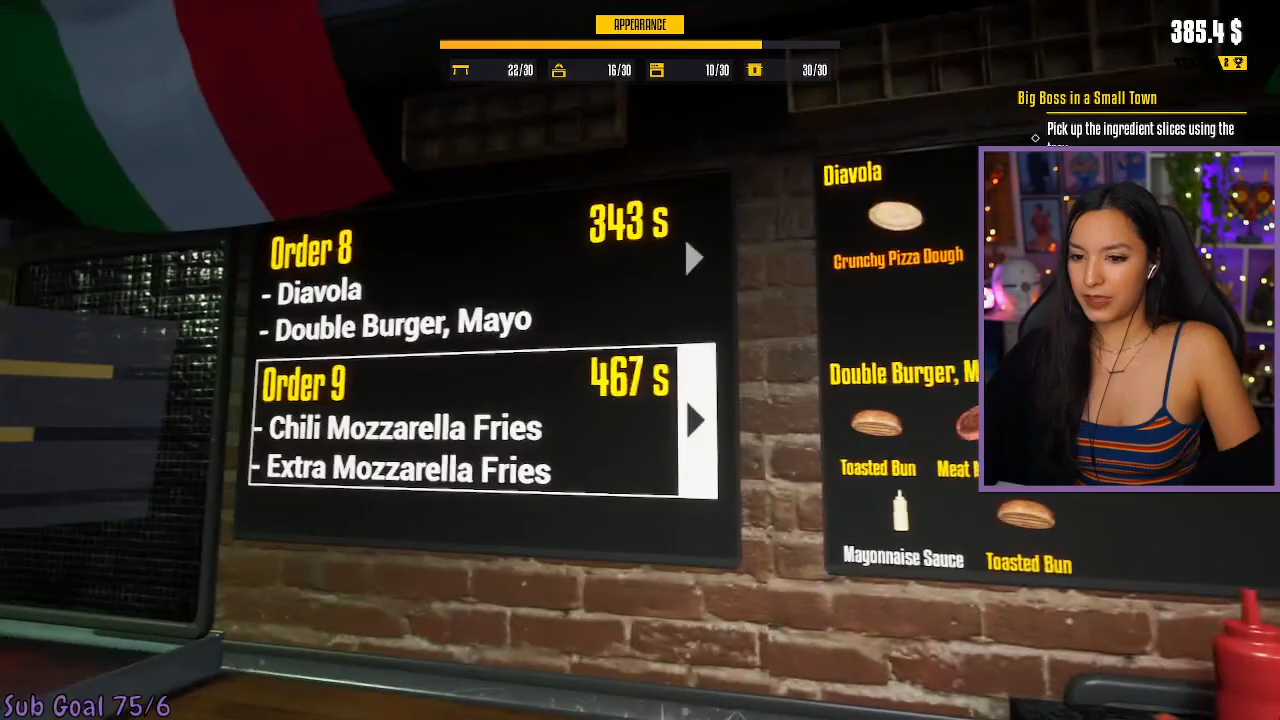 APPEARANCE
22/30
16/30
10/30
30/30
385.4 $
2
Big Boss in a Small Town
Pick up the ingredient slices using the
Order 8
343 s
- Diavola
- Double Burger, Mayo
Order 9
467 s
- Chili Mozzarella Fries
- Extra Mozzarella Fries
Diavola
Crunchy Pizza Dough
Double Burger, M
Toasted Bun
Meat
Mayonnaise Sauce
Toasted Bun
Sub Goal 75/6